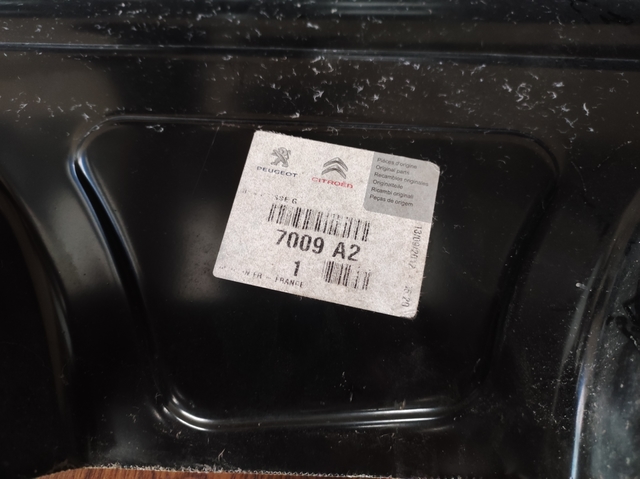 PEUGEOT
CITROËN
Pièces d'origine
Original parts
Recambios originales
Originalteile
Ricambi originali
Peças de origem
7009 A2
1
FRANCE